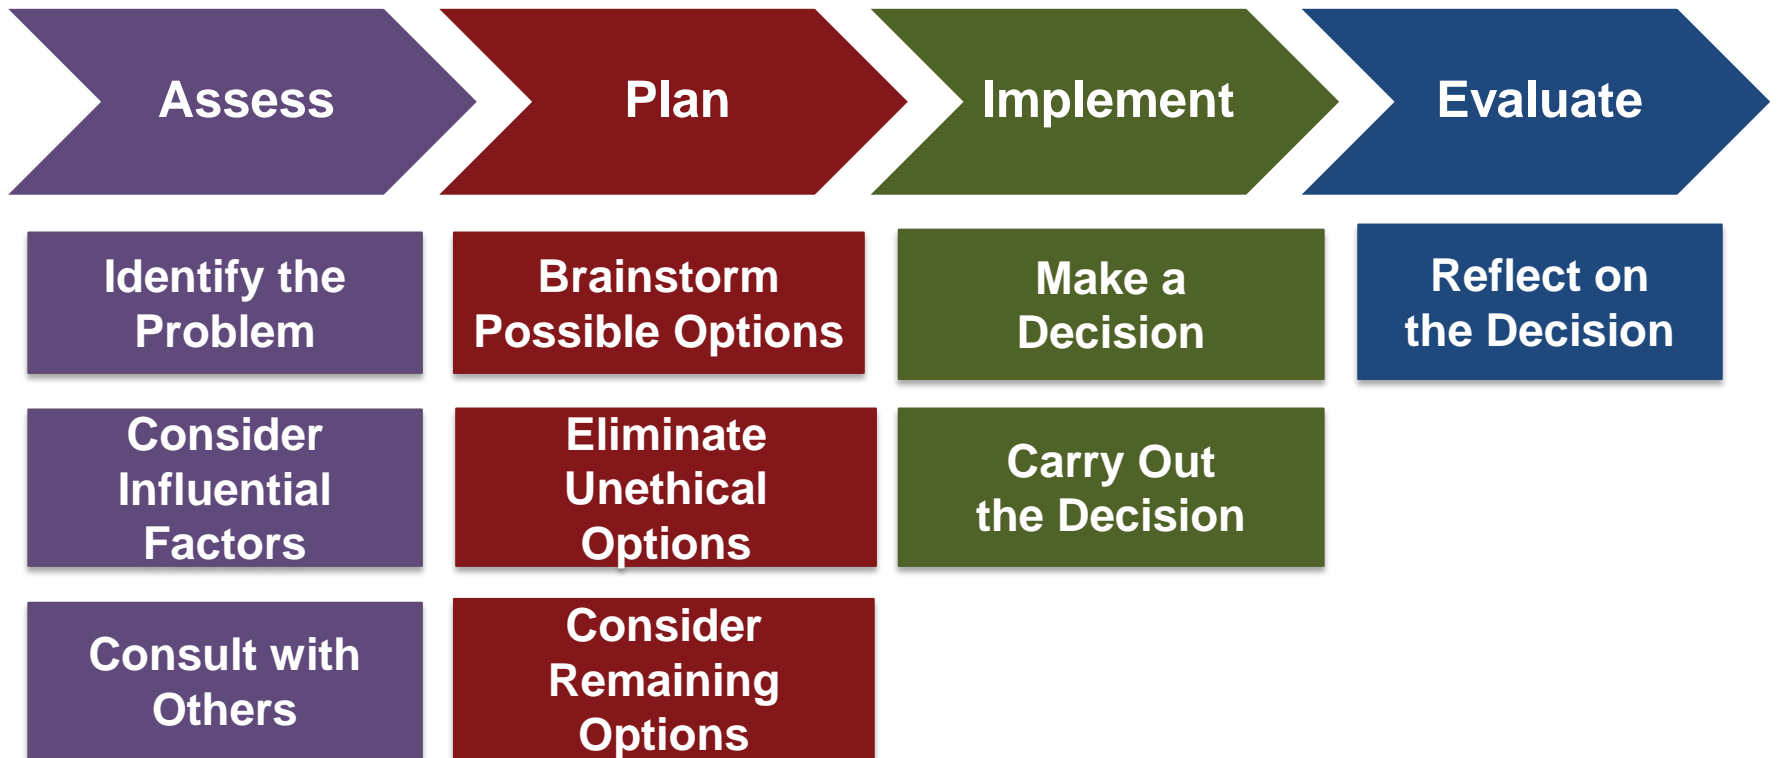 Assess
Plan
Implement
Evaluate
Identify the
Problem
Brainstorm
Possible Options
Make a
Decision
Reflect on
the Decision
Consider
Influential
Factors
Eliminate
Unethical
Options
Carry Out
the Decision
Consult with
Others
Consider
Remaining
Options